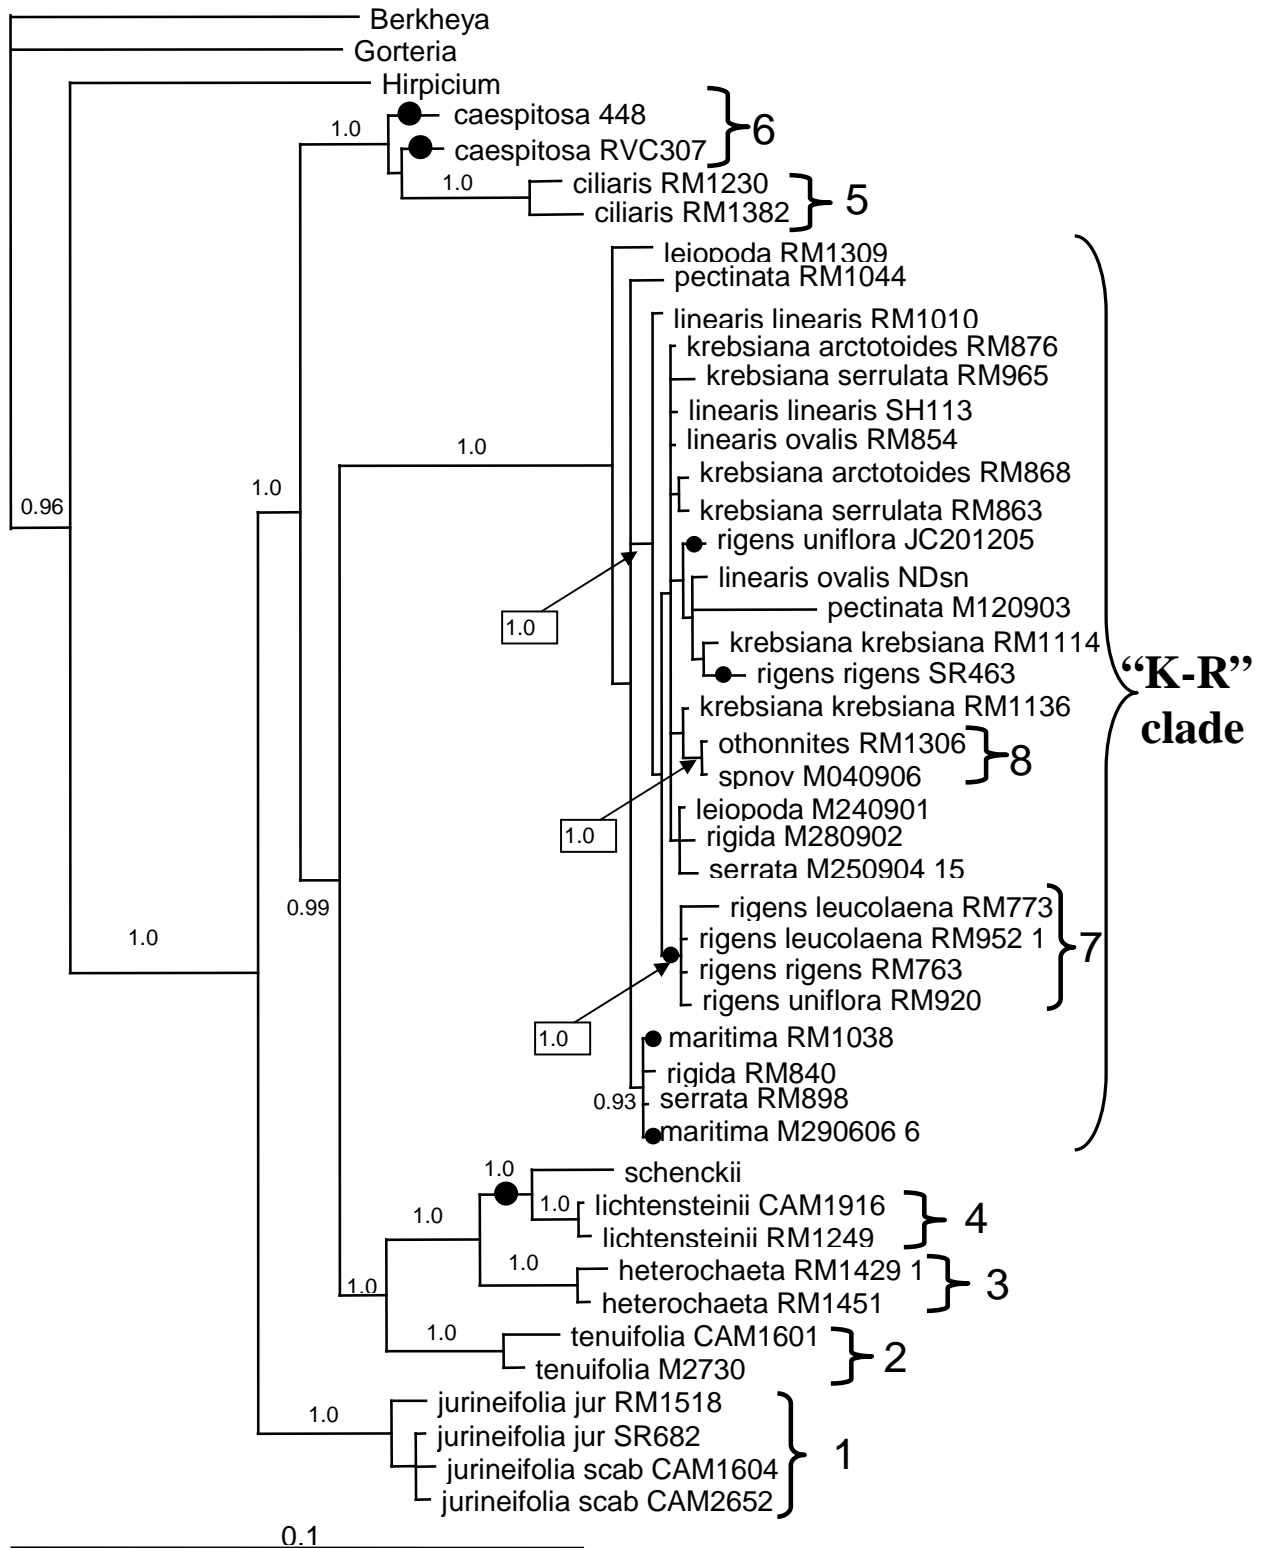 Berkheya
Gorteria
Hirpicium
caespitosa 448
1.0
6
caespitosa RVC307
ciliaris RM1230
1.0
5
ciliaris RM1382
leiopoda RM1309
pectinata RM1044
linearis linearis RM1010
krebsiana arctotoides RM876
krebsiana serrulata RM965
linearis linearis SH113
linearis ovalis RM854
1.0
krebsiana arctotoides RM868
1.0
0.96
krebsiana serrulata RM863
rigens uniflora JC201205
linearis ovalis NDsn
pectinata M120903
1.0
krebsiana krebsiana RM1114
rigens rigens SR463
“K-R”
clade
krebsiana krebsiana RM1136
othonnites RM1306
8
spnov M040906
leiopoda M240901
1.0
rigida M280902
serrata M250904 15
0.99
rigens leucolaena RM773
1.0
rigens leucolaena RM952 1
7
rigens rigens RM763
rigens uniflora RM920
1.0
maritima RM1038
rigida RM840
0.93
serrata RM898
maritima M290606 6
1.0
schenckii
1.0
lichtensteinii CAM1916
4
1.0
lichtensteinii RM1249
1.0
heterochaeta RM1429 1
3
1.0
heterochaeta RM1451
1.0
tenuifolia CAM1601
2
tenuifolia M2730
jurineifolia jur RM1518
1.0
jurineifolia jur SR682
1
jurineifolia scab CAM1604
jurineifolia scab CAM2652
0.1